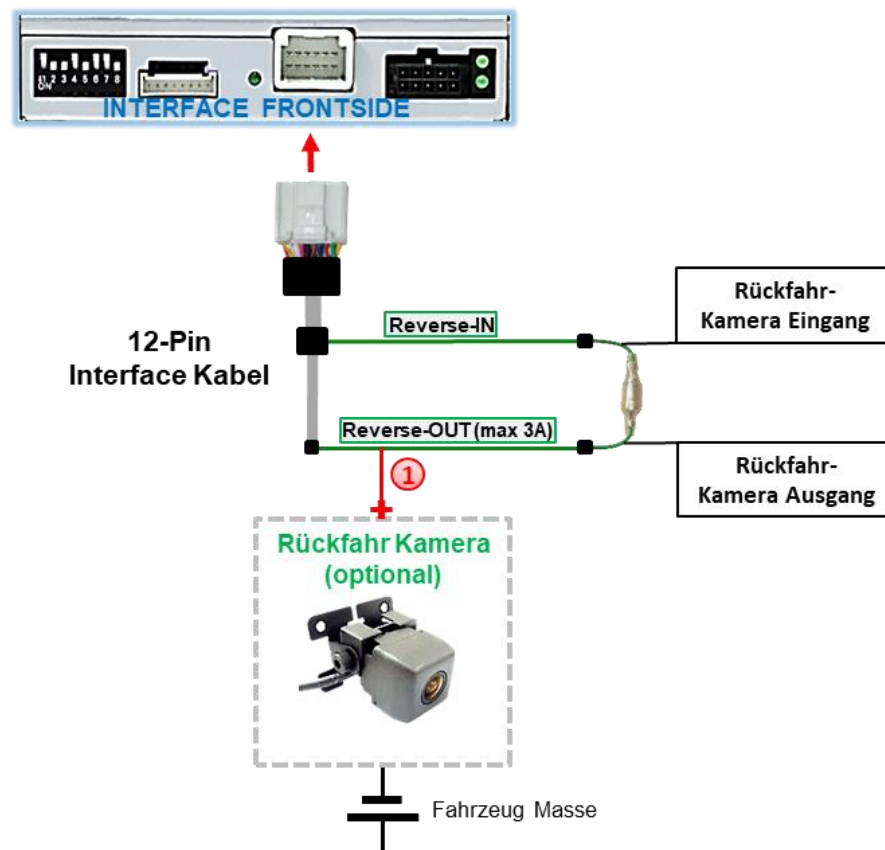 ON
1 2 3 4 5 6 7 8
INTERFACE FRONTSIDE
12-Pin
Interface Kabel
Reverse-IN
Rückfahr-
Kamera Eingang
Reverse-OUT(max 3A)
Rückfahr-
Kamera Ausgang
1
Rückfahr Kamera
(optional)
Fahrzeug Masse